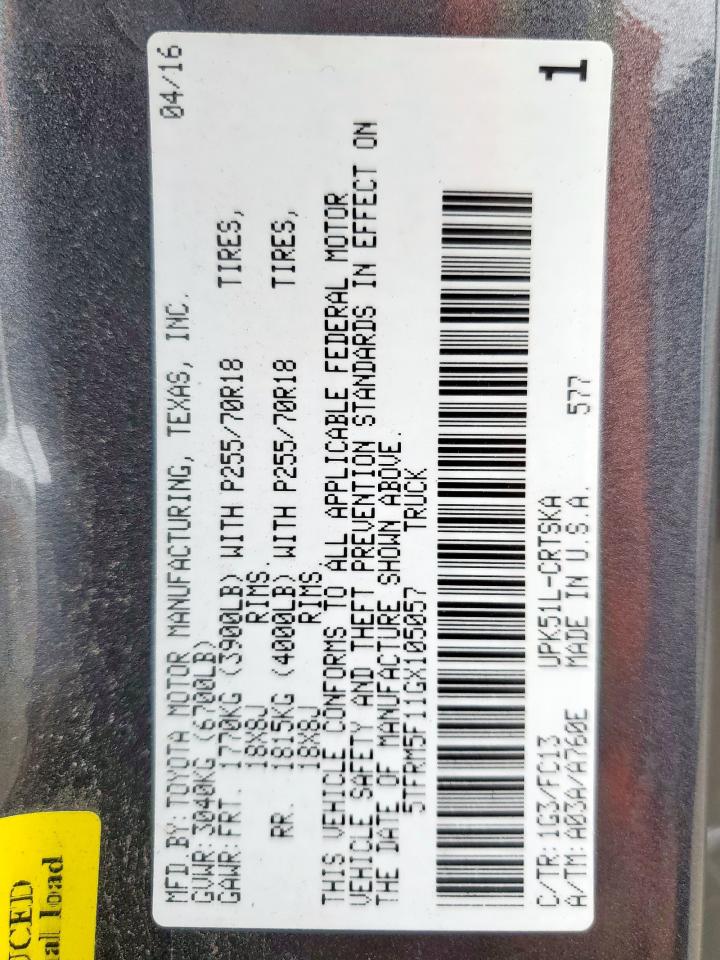 MFD BY: TOYOTA MOTOR MANUFACTURING, TEXAS, INC. 04/16
GVWR: 3040KG (6700LB)
GAWR: FRT. 1770KG (3900LB) WITH P255/70R18 TIRES,
18X8J RIMS.
RR. 1815KG (4000LB) WITH P255/70R18 TIRES,
18X8J RIMS.
THIS VEHICLE CONFORMS TO ALL APPLICABLE FEDERAL MOTOR
VEHICLE SAFETY AND THEFT PREVENTION STANDARDS IN EFFECT ON
THE DATE OF MANUFACTURE SHOWN ABOVE.
5TFRM5F11GX105057 TRUCK
C/TR: 1G3/FC13 UPK51L-CRTSKA
A/TM: A03A/A760E MADE IN U.S.A. 577
1
UCED
al load